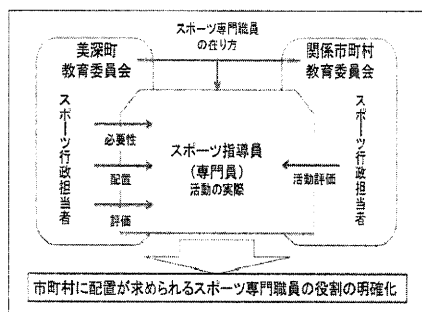 スポーツ専門職員
の在り方
美深町
教育委員会
関係市町村
教育委員会
スポーツ行政担当者
必要性
配置
評価
スポーツ指導員
(専門員)
活動の実際
活動評価
スポーツ行政担当者
市町村に配置が求められるスポーツ専門職員の役割の明確化